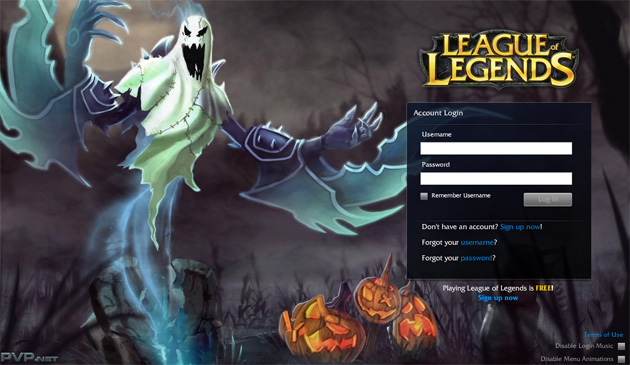 LEAGUE of
LEGENDS
Account Login
Username
Password
Remember Username
Log In
Don't have an account? Sign up now!
Forgot your username?
Forgot your password?
Playing League of Legends is FREE!
Sign up now
Terms of Use
Disable Login Music
PVP.NET
Disable Menu Animations